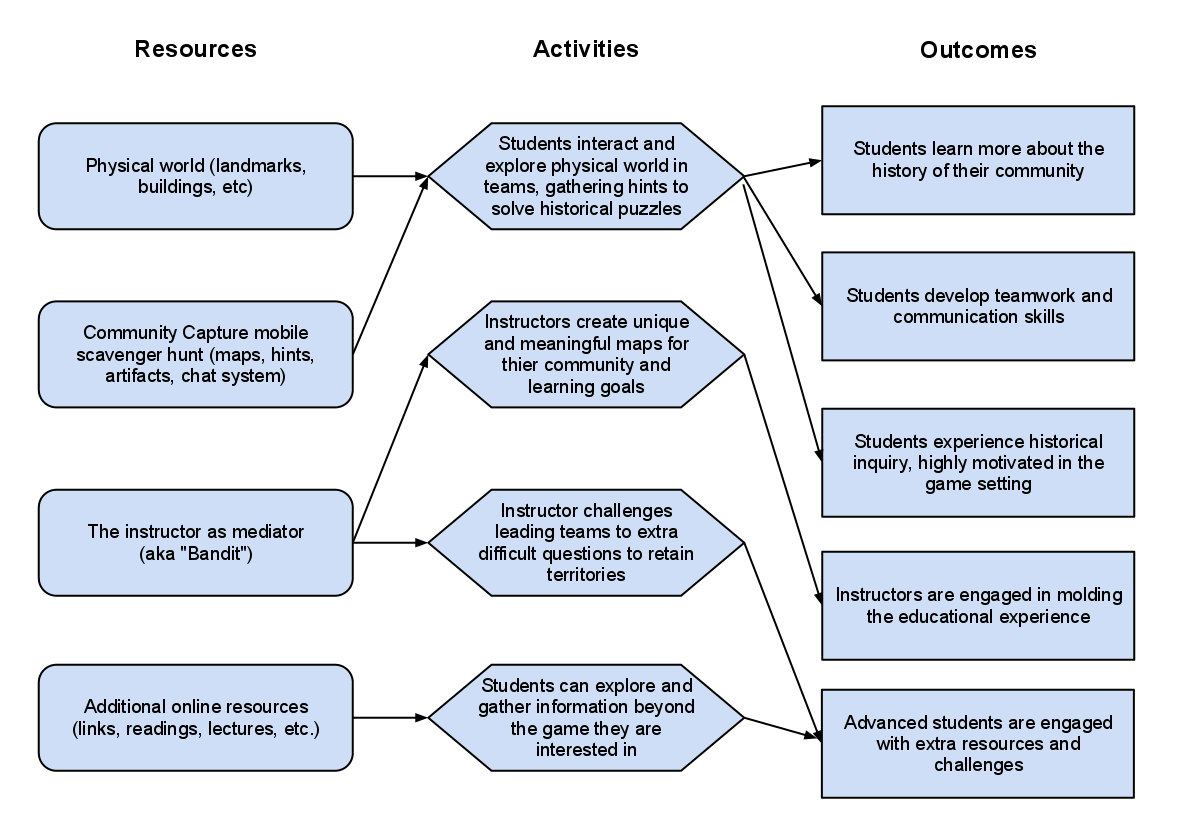 Resources
Activities
Outcomes
Physical world (landmarks,
buildings, etc)
Students interact and
explore physical world in
teams, gathering hints to
solve historical puzzles
Students learn more about the
history of their community
Community Capture mobile
scavenger hunt (maps, hints,
artifacts, chat system)
Instructors create unique
and meaningful maps for
thier community and
learning goals
Students develop teamwork and
communication skills
Students experience historical
inquiry, highly motivated in the
game setting
The instructor as mediator
(aka "Bandit")
Instructor challenges
leading teams to extra
difficult questions to retain
territories
Instructors are engaged in molding
the educational experience
Additional online resources
(links, readings, lectures, etc.)
Students can explore and
gather information beyond
the game they are
interested in
Advanced students are engaged
with extra resources and
challenges